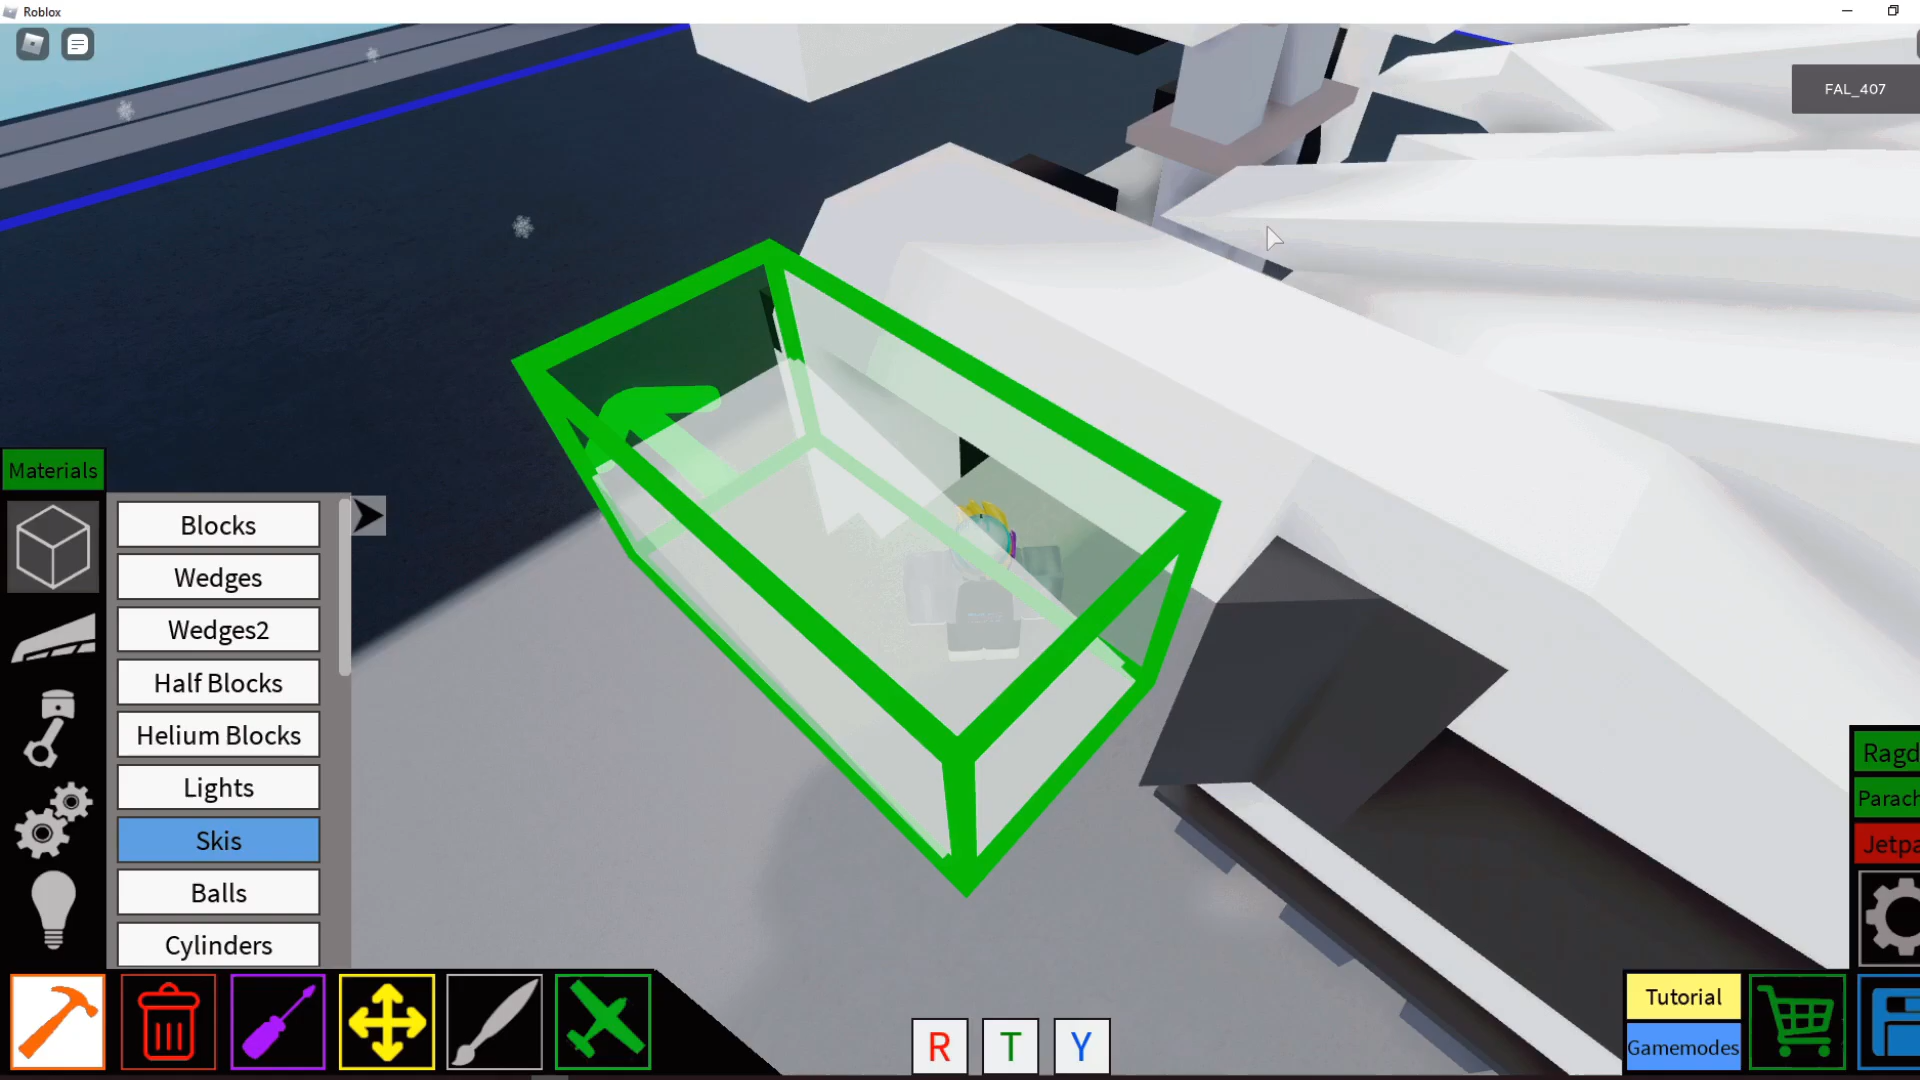 Roblox
FAL_407
Materials
Blocks
Wedges
Wedges2
Half Blocks
Helium Blocks
Lights
Skis
Balls
Cylinders
Ragd
Parach
Jetpa
Tutorial
Gamemodes
R T Y